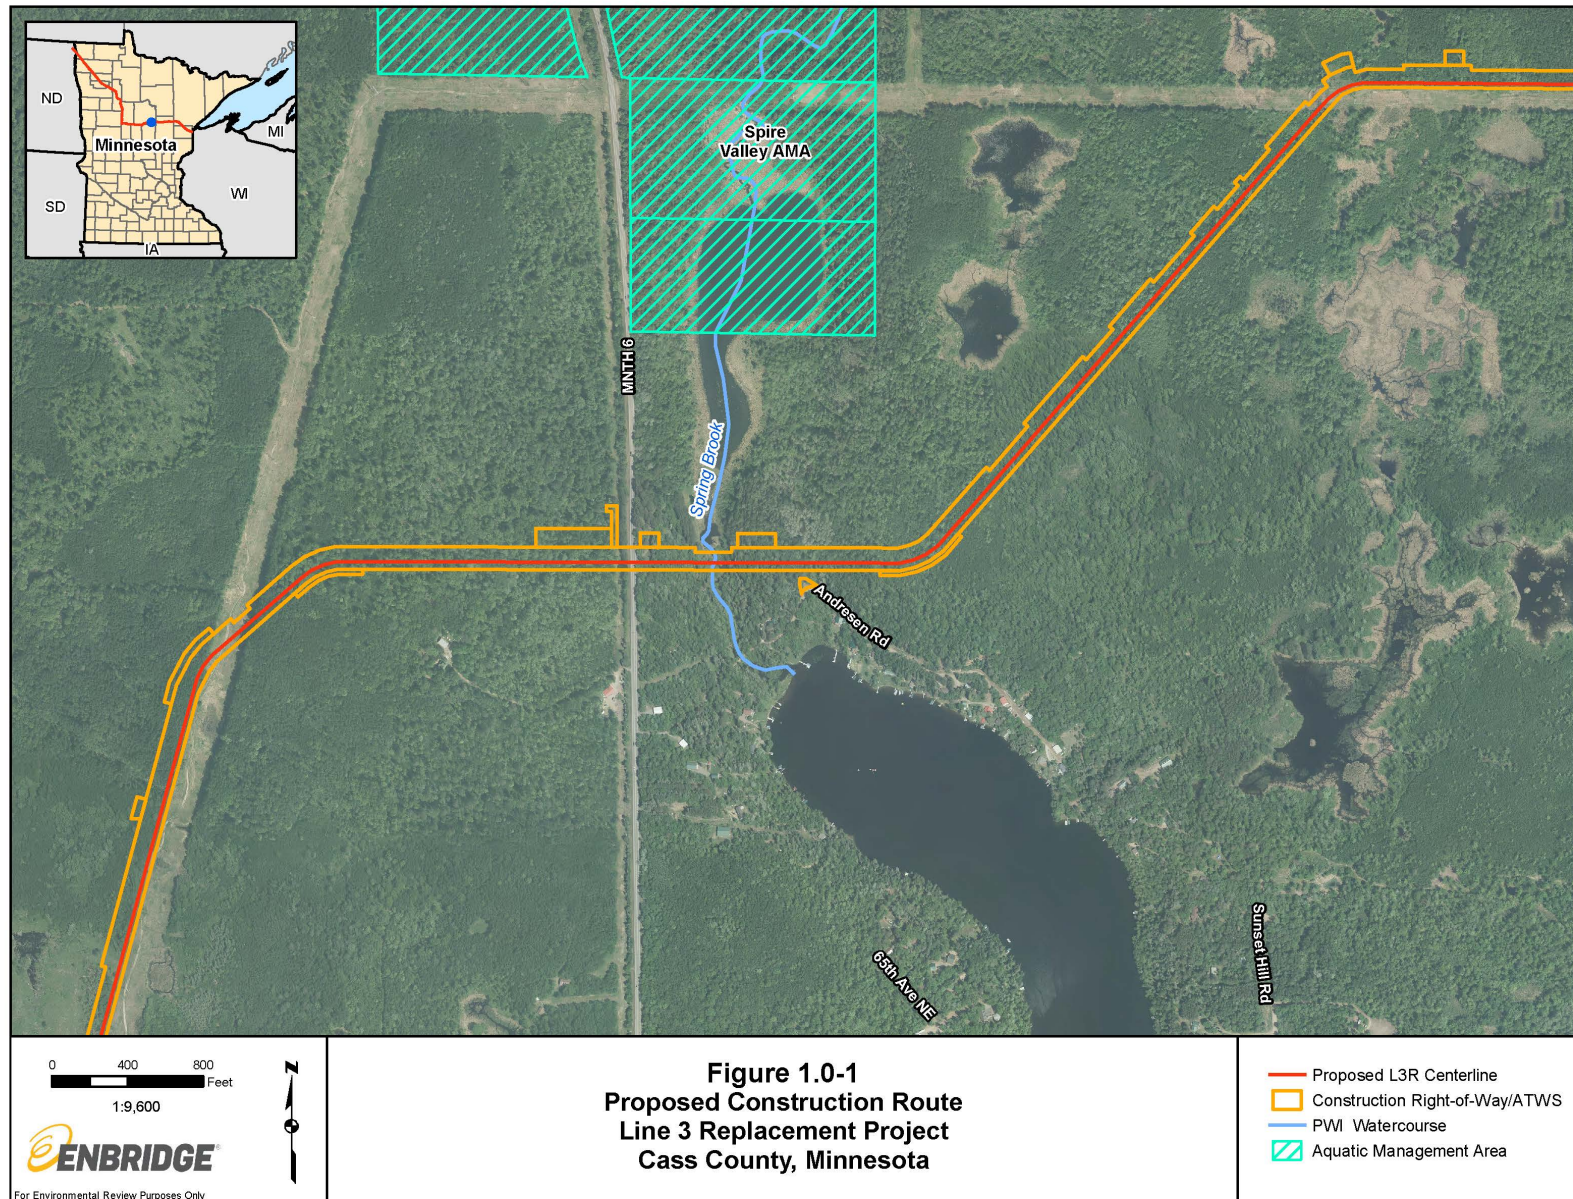 ND
MI
Minnesota
SD
WI
IA
Spire
Valley AMA
MNTH 6
Spring Brook
Andresen Rd
65th Ave NE
Sunset Hill Rd
0 400 800
Feet
1:9,600
N
ENBRIDGE
For Environmental Review Purposes Only
Figure 1.0-1
Proposed Construction Route
Line 3 Replacement Project
Cass County, Minnesota
Proposed L3R Centerline
Construction Right-of-Way/ATWS
PWI Watercourse
Aquatic Management Area